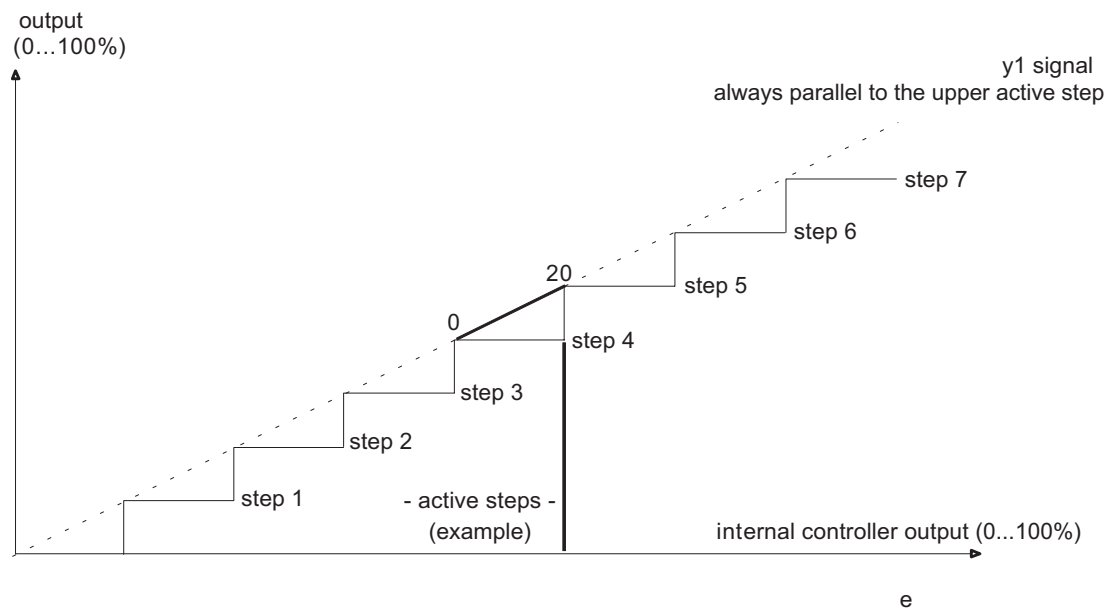 output
(0...100%)
y1 signal
always parallel to the upper active step
step 7
step 6
20
step 5
0
step 4
step 3
step 2
step 1
- active steps -
(example)
internal controller output (0...100%)
e